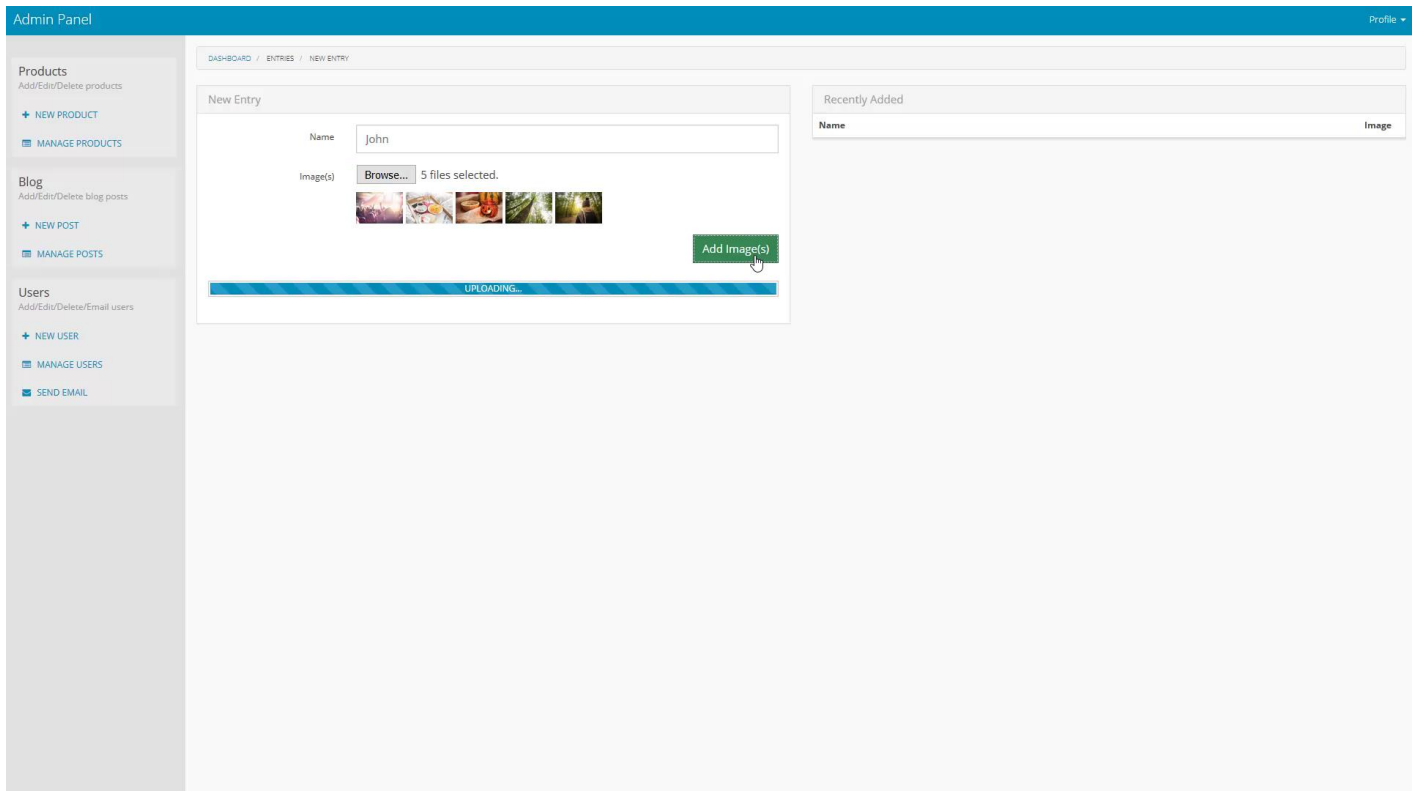 Admin Panel
Profile
Products
Add/Edit/Delete products
NEW PRODUCT
MANAGE PRODUCTS
Blog
Add/Edit/Delete blog posts
NEW POST
MANAGE POSTS
Users
Add/Edit/Delete/Email users
NEW USER
MANAGE USERS
SEND EMAIL
DASHBOARD / ENTRIES / NEW ENTRY
New Entry
Name John
Image(s) Browse... 5 files selected.
Add Image(s)
UPLOADING...
Recently Added
Name Image